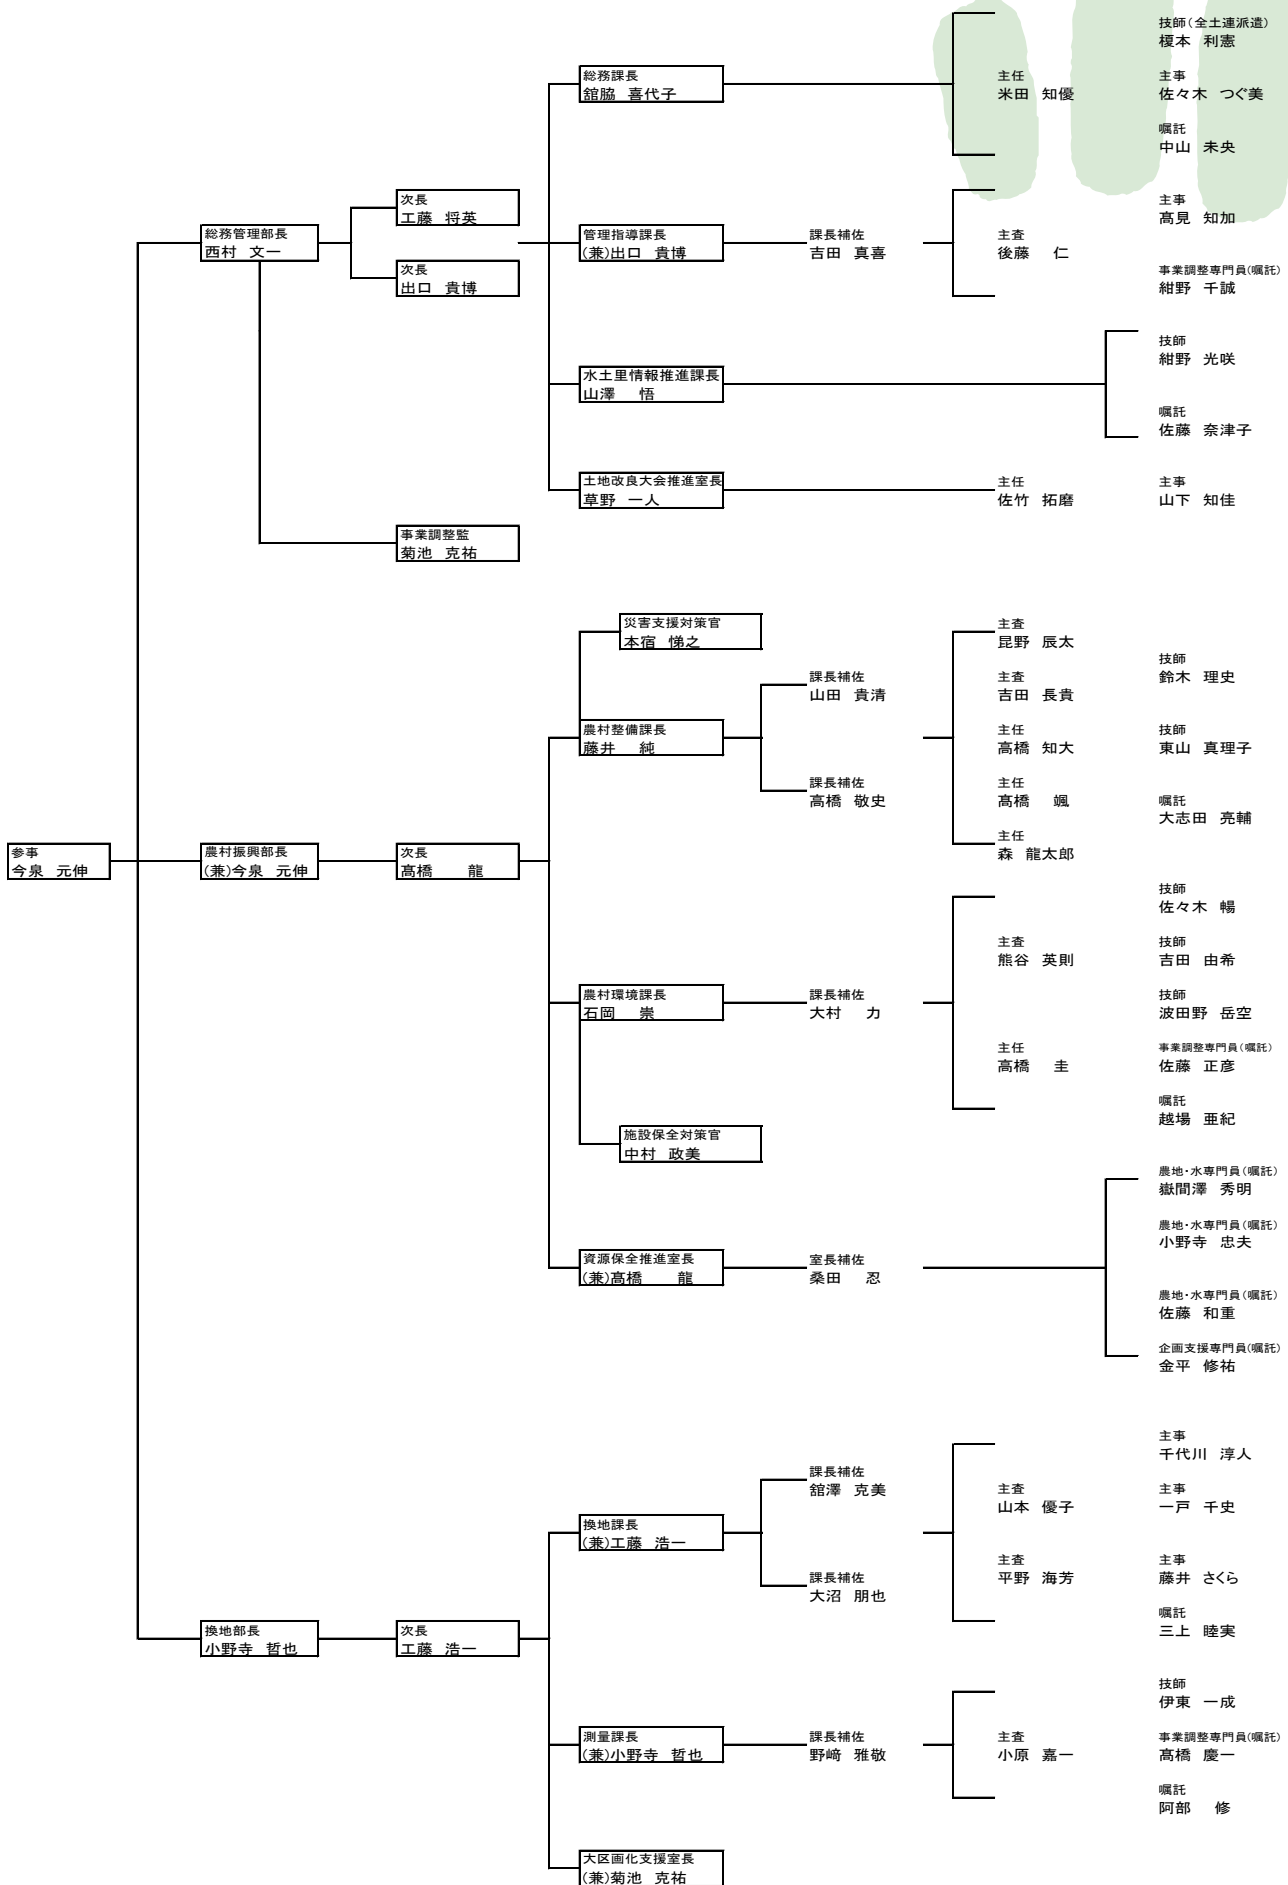 技師(全土連派遣)
榎本 利憲
総務課長
舘脇 喜代子
主任
米田 知優
主事
佐々木 つぐ美
嘱託
中山 未央
次長
工藤 将英
総務管理部長
西村 文一
次長
出口 貴博
管理指導課長
(兼)出口 貴博
課長補佐
吉田 真喜
主査
後藤 仁
主事
高見 知加
事業調整専門員(嘱託)
紺野 千誠
水土里情報推進課長
山澤 悟
技師
紺野 光咲
嘱託
佐藤 奈津子
土地改良大会推進室長
草野 一人
主任
佐竹 拓磨
主事
山下 知佳
事業調整監
菊池 克祐
災害支援対策官
本宿 悌之
農村整備課長
藤井 純
課長補佐
山田 貴清
課長補佐
高橋 敬史
主査
昆野 辰太
主査
吉田 長貴
主任
高橋 知大
主任
髙橋 颯
主任
森 龍太郎
技師
鈴木 理史
技師
東山 真理子
嘱託
大志田 亮輔
参事
今泉 元伸
農村振興部長
(兼)今泉 元伸
次長
髙橋 龍
農村環境課長
石岡 崇
課長補佐
大村 力
主査
熊谷 英則
主任
高橋 圭
技師
佐々木 暢
技師
吉田 由希
技師
波田野 岳空
事業調整専門員(嘱託)
佐藤 正彦
嘱託
越場 亜紀
施設保全対策官
中村 政美
資源保全推進室長
(兼)髙橋 龍
室長補佐
桑田 忍
農地・水専門員(嘱託)
嶽間澤 秀明
農地・水専門員(嘱託)
小野寺 忠夫
農地・水専門員(嘱託)
佐藤 和重
企画支援専門員(嘱託)
金平 修祐
換地部長
小野寺 哲也
次長
工藤 浩一
換地課長
(兼)工藤 浩一
課長補佐
舘澤 克美
課長補佐
大沼 朋也
主査
山本 優子
主査
平野 海芳
主事
千代川 淳人
主事
一戸 千史
主事
藤井 さくら
嘱託
三上 睦実
測量課長
(兼)小野寺 哲也
課長補佐
野﨑 雅敬
主査
小原 嘉一
技師
伊東 一成
事業調整専門員(嘱託)
髙橋 慶一
嘱託
阿部 修
大区画化支援室長
(兼)菊池 克祐